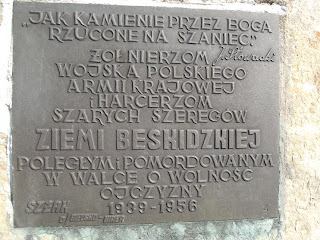 „JAK KAMIENIE PRZEZ BOGA
RZUCONE NA SZANIEC”
J. Słowacki
ŻOŁNIERZOM
WOJSKA POLSKIEGO
ARMII KRAJOWEJ
i HARCERZOM
SZARYCH SZEREGÓW
ZIEMI BESKIDZKIEJ
POLEGŁYM i POMORDOWANYM
W WALCE O WOLNOŚĆ
OJCZYZNY
1939-1956